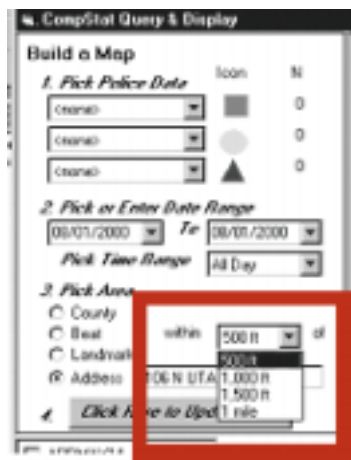 CompStat Query & Display
Build a Map
Icon N
1. Pick Police Data
(none) 0
(none) 0
(none) 0
2. Pick or Enter Date Range
08/01/2000 To 08/01/2000
Pick Time Range All Day
3. Pick Area
County
Beat within 500 ft of
Landmark 500 ft
Address 106 N 1,000 ft
1,500 ft
4. Click Here to 1 mile